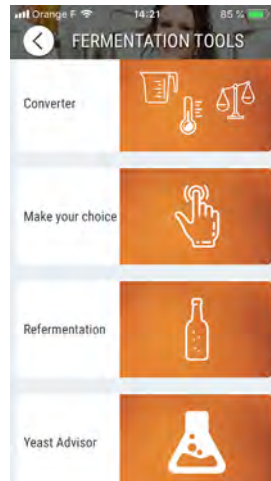 Orange F 14:21 85 %
FERMENTATION TOOLS
Converter
Make your choice
Refermentation
Yeast Advisor